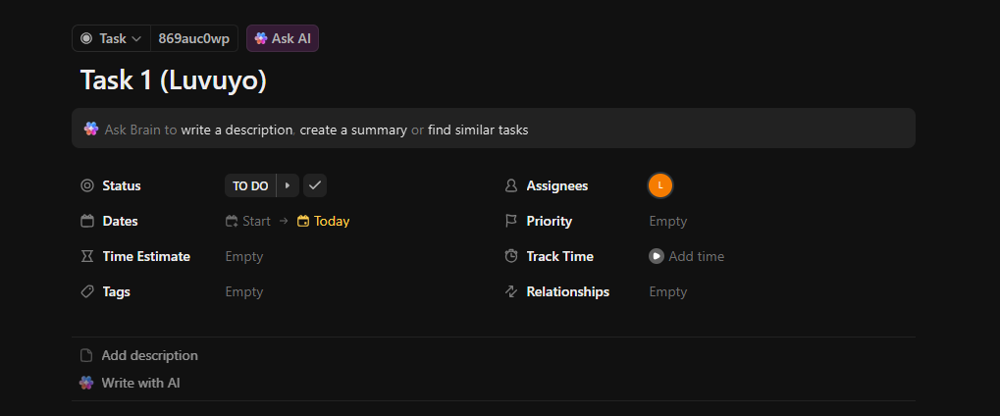 Task 869auc0wp Ask AI
Task 1 (Luvuyo)
Ask Brain to write a description, create a summary or find similar tasks
Status TO DO Assignees L
Dates Start → Today Priority Empty
Time Estimate Empty Track Time Add time
Tags Empty Relationships Empty
Add description
Write with AI